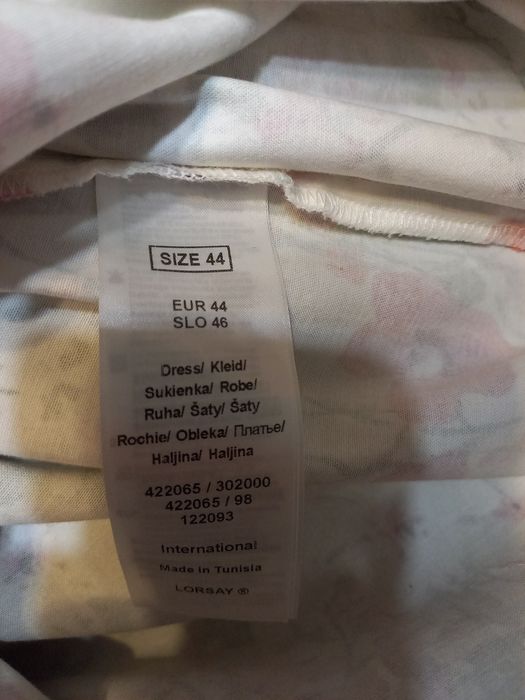 SIZE 44
EUR 44
SLO 46
Dress/ Kleid/
Sukienka/ Robe/
Ruha/ Šaty/ Šaty
Rochie/ Obleka/ Платье/
Haljina/ Haljina
422065 / 302000
422065 / 98
122093
International
Made in Tunisia
LORSAY ®